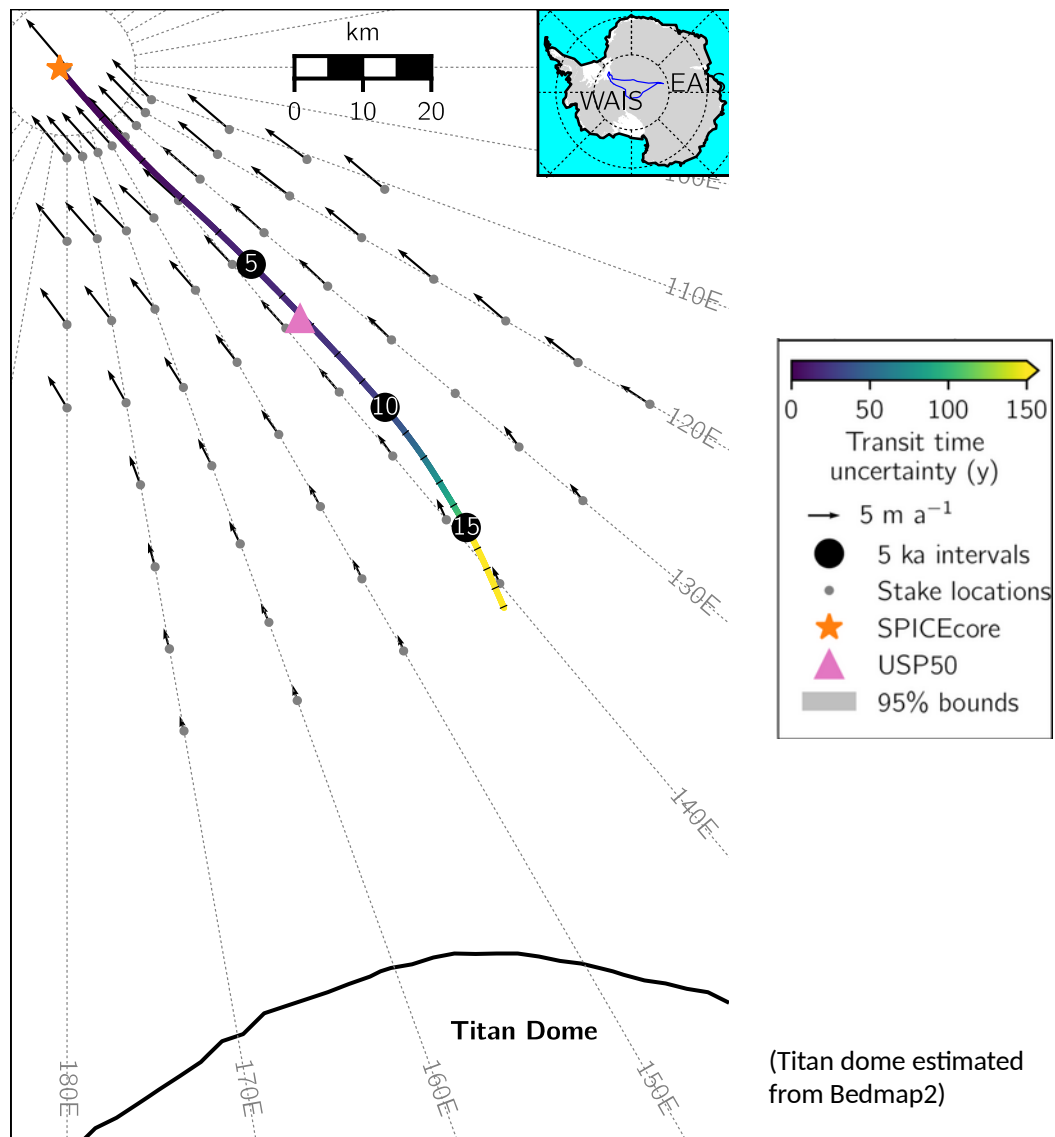 km
0 10 20
WAIS
EAIS
100E
110E
120E
130E
140E
150E
160E
170E
180E
5
10
15
Titan Dome
0 50 100 150
Transit time
uncertainty (y)
5 m a⁻¹
5 ka intervals
Stake locations
SPICEcore
USP50
95% bounds
(Titan dome estimated
from Bedmap2)